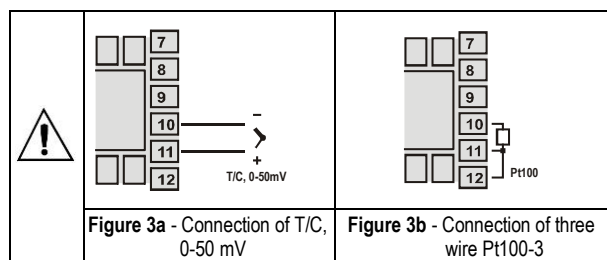 7
8
9
10
11
12
–
+
T/C, 0-50mV
7
8
9
10
11
12
Pt100
Figure 3a - Connection of T/C,
0-50 mV
Figure 3b - Connection of three
wire Pt100-3